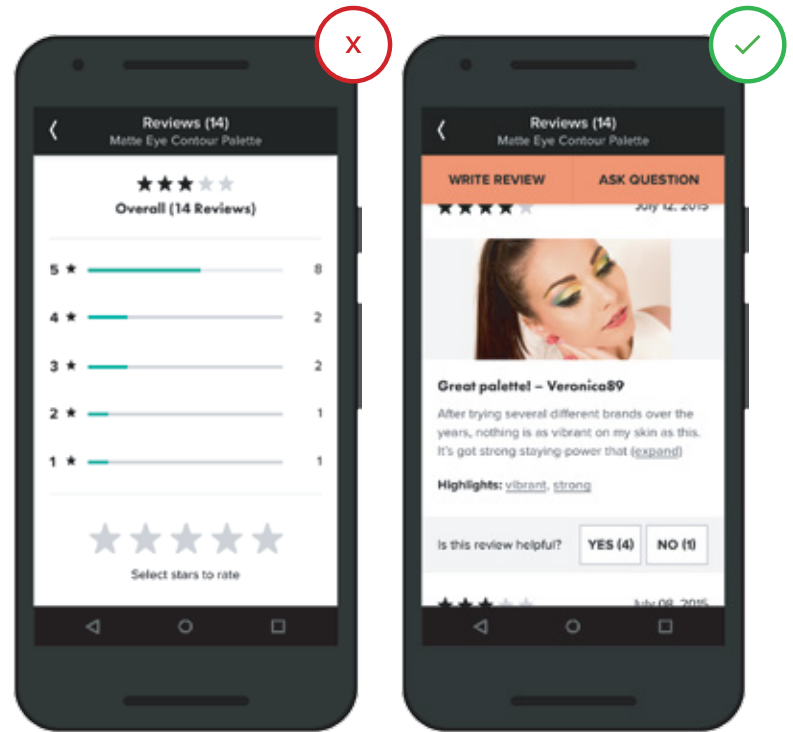 X
Reviews (14)
Matte Eye Contour Palette
Overall (14 Reviews)
5 ★ 8
4 ★ 2
3 ★ 2
2 ★ 1
1 ★ 1
Select stars to rate
Reviews (14)
Matte Eye Contour Palette
WRITE REVIEW ASK QUESTION
July 12, 2015
Great palette! – Veronica89
After trying several different brands over the
years, nothing is as vibrant on my skin as this.
It's got strong staying power that (expand)
Highlights: vibrant, strong
Is this review helpful? YES (4) NO (1)
July 08, 2015